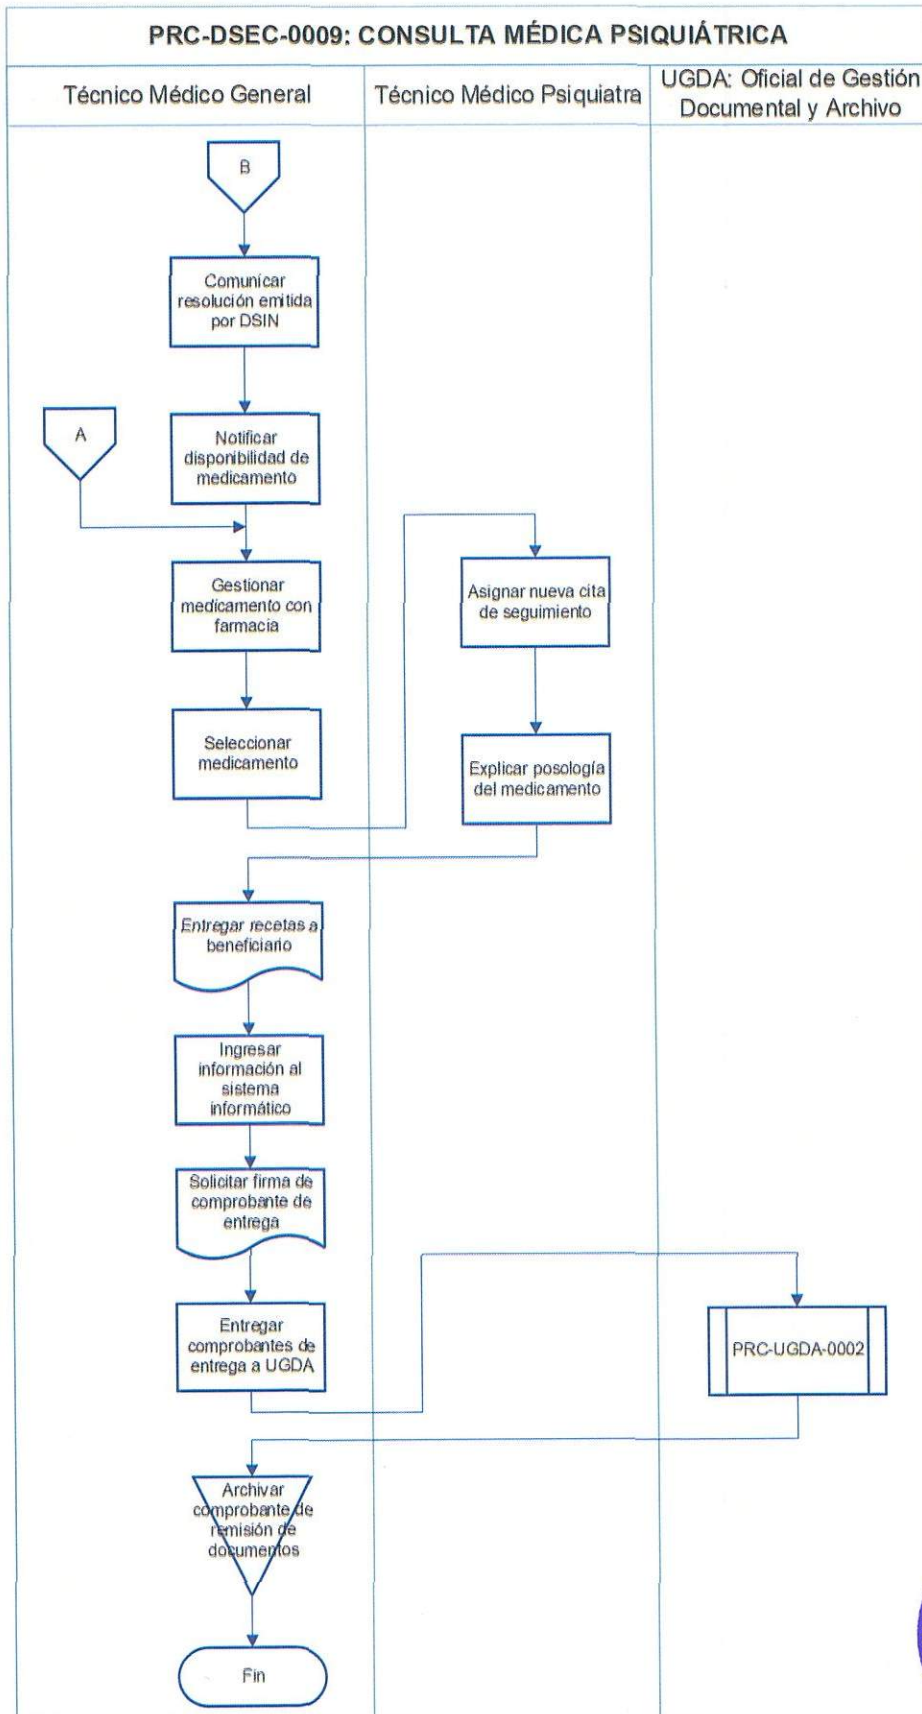 PRC-DSEC-0009: CONSULTA MÉDICA PSIQUIÁTRICA
Técnico Médico General
Técnico Médico Psiquiatra
UGDA: Oficial de Gestión
Documental y Archivo
B
Comunicar
resolución emitida
por DSIN
A
Notificar
disponibilidad de
medicamento
Gestionar
medicamento con
farmacia
Asignar nueva cita
de seguimiento
Seleccionar
medicamento
Explicar posología
del medicamento
Entregar recetas a
beneficiario
Ingresar
información al
sistema
informático
Solicitar firma de
comprobante de
entrega
Entregar
comprobantes de
entrega a UGDA
PRC-UGDA-0002
Archivar
comprobante de
remisión de
documentos
Fin